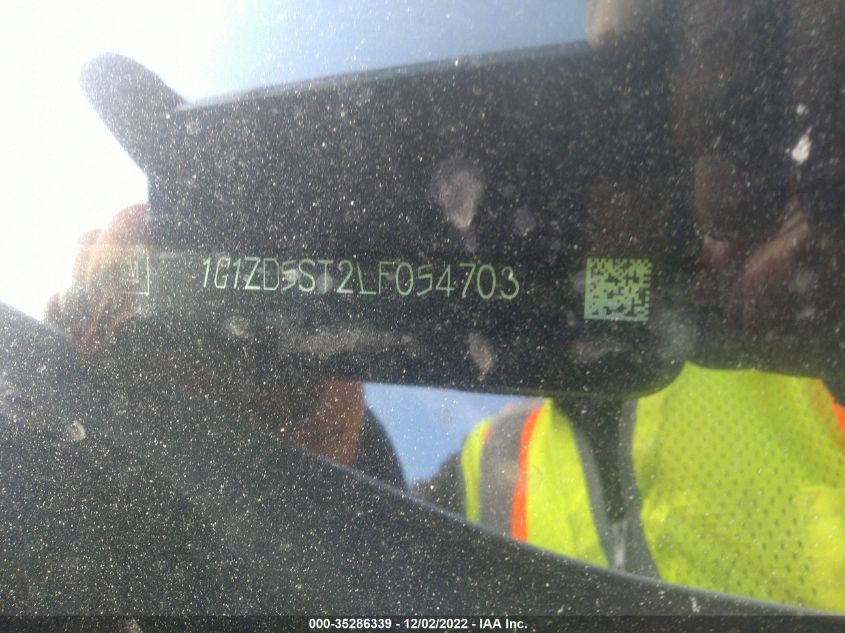 1G1ZD5ST2LF054703
000-35286339 - 12/02/2022 - IAA Inc.